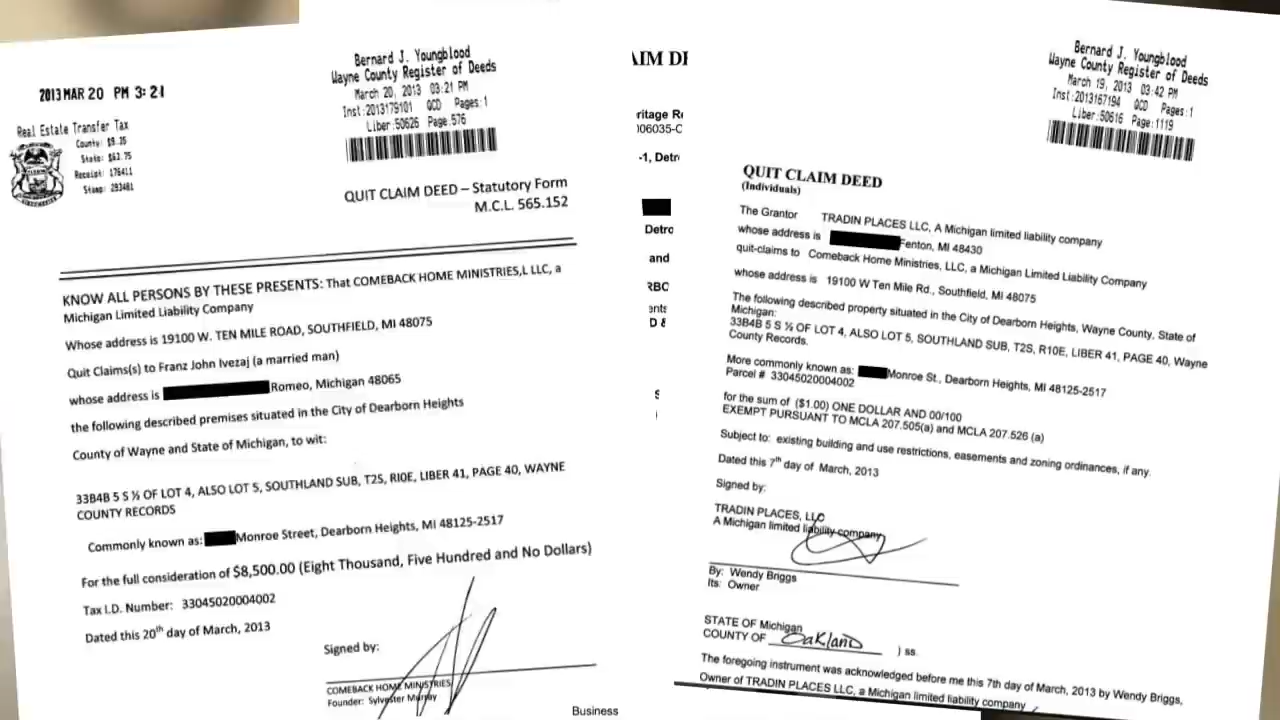 2013 MAR 20 PM 3:21
Bernard J. Youngblood
Wayne County Register of Deeds
March 20, 2013 03:21 PM
Inst:2013179101 QCD Pages:1
Liber:50626 Page:576
Real Estate Transfer Tax
County: $9.35
State: $63.75
Receipt: 176411
Stamp: 293481
QUIT CLAIM DEED – Statutory Form
M.C.L. 565.152
KNOW ALL PERSONS BY THESE PRESENTS: That COMEBACK HOME MINISTRIES,L LLC, a
Michigan Limited Liability Company
Whose address is 19100 W. TEN MILE ROAD, SOUTHFIELD, MI 48075
Quit Claims(s) to Franz John Ivezaj (a married man)
whose address is Romeo, Michigan 48065
the following described premises situated in the City of Dearborn Heights
County of Wayne and State of Michigan, to wit:
33B4B 5 S ½ OF LOT 4, ALSO LOT 5, SOUTHLAND SUB, T2S, R10E, LIBER 41, PAGE 40, WAYNE
COUNTY RECORDS
Commonly known as: Monroe Street, Dearborn Heights, MI 48125-2517
For the full consideration of $8,500.00 (Eight Thousand, Five Hundred and No Dollars)
Tax I.D. Number: 33045020004002
Dated this 20th day of March, 2013
Signed by:
COMEBACK HOME MINISTRIES
Founder: Sylvester Murray
AIM DE
ritage Re
006035-C
-1, Detro
Detro
and
RBO
ents
D &
Business
Bernard J. Youngblood
Wayne County Register of Deeds
March 19, 2013 03:42 PM
Inst:2013167194 QCD Pages:1
Liber:50616 Page:1119
QUIT CLAIM DEED
(Individuals)
The Grantor TRADIN PLACES LLC, A Michigan limited liability company
whose address is Fenton, MI 48430
quit-claims to Comeback Home Ministries, LLC, a Michigan Limited Liability Company
whose address is 19100 W Ten Mile Rd., Southfield, MI 48075
The following described property situated in the City of Dearborn Heights, Wayne County, State of
Michigan:
33B4B 5 S ½ OF LOT 4, ALSO LOT 5, SOUTHLAND SUB, T2S, R10E, LIBER 41, PAGE 40, Wayne
County Records.
More commonly known as: Monroe St., Dearborn Heights, MI 48125-2517
Parcel # 33045020004002
for the sum of ($1.00) ONE DOLLAR AND 00/100
EXEMPT PURSUANT TO MCLA 207.505(a) and MCLA 207.526 (a)
Subject to: existing building and use restrictions, easements and zoning ordinances, if any.
Dated this 7th day of March, 2013
Signed by:
TRADIN PLACES, LLC
A Michigan limited liability company
By: Wendy Briggs
Its: Owner
STATE OF Michigan
COUNTY OF Oakland ) ss.
The foregoing instrument was acknowledged before me this 7th day of March, 2013 by Wendy Briggs,
Owner of TRADIN PLACES LLC, a Michigan limited liability company